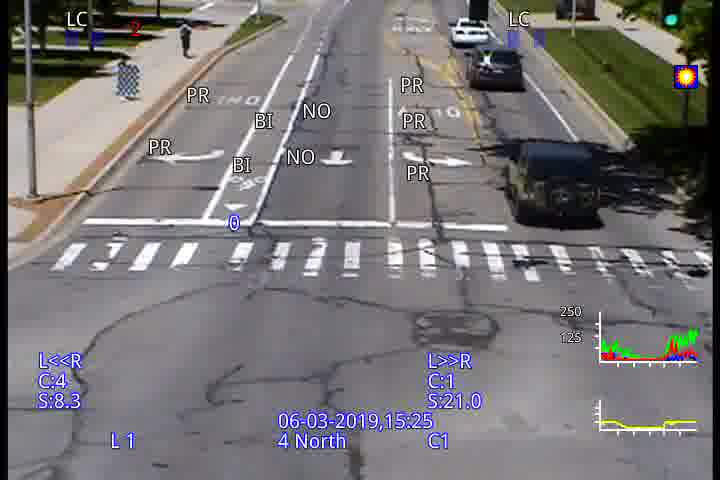 LC
2
LC
PR
PR
NO
PR
BI
PR
NO
BI
PR
0
250
125
L<<R
C:4
S:8.3
L>>R
C:1
S:21.0
06-03-2019,15:25
L 1
4 North
C1